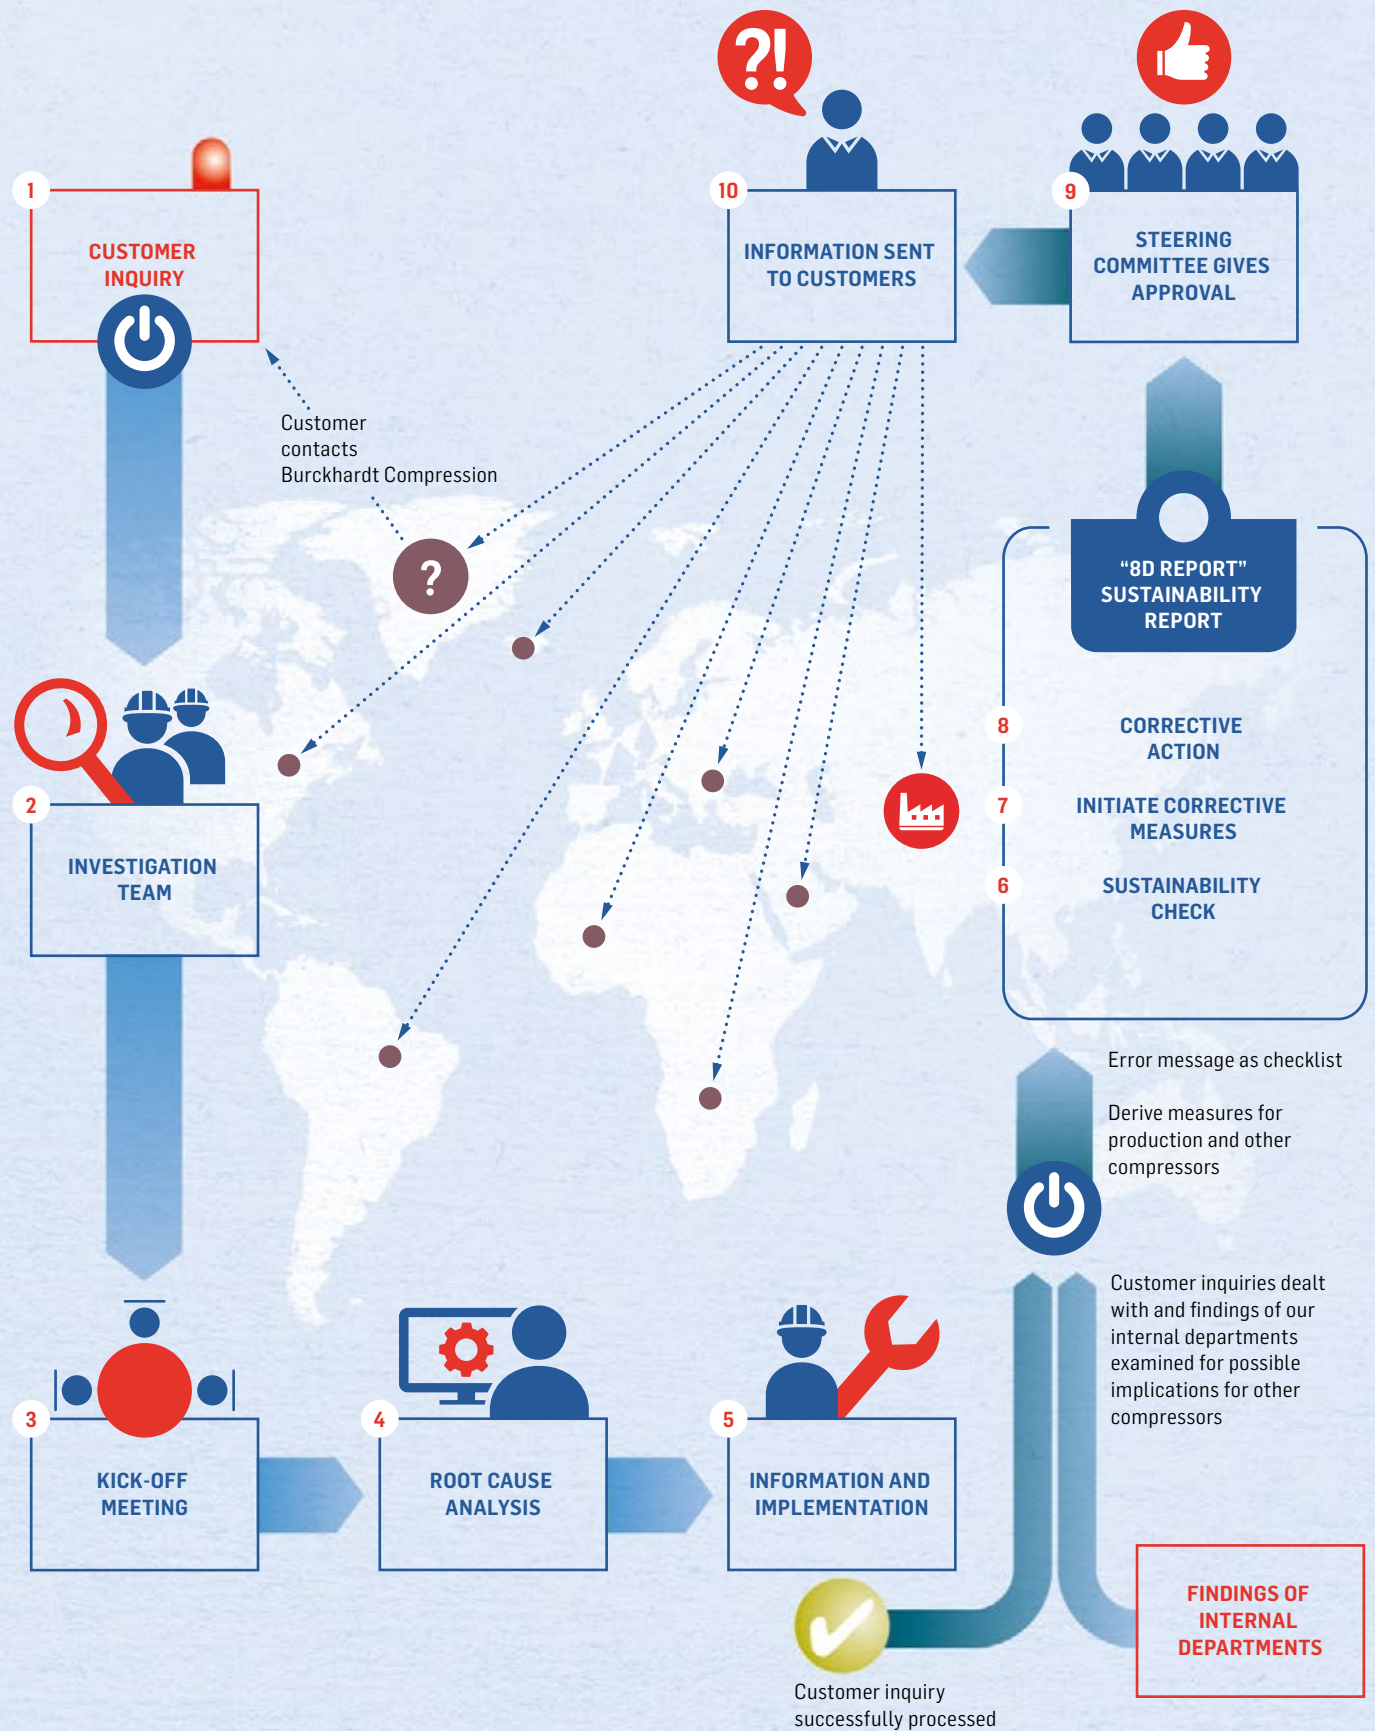 ?!
1
CUSTOMER
INQUIRY
10
INFORMATION SENT
TO CUSTOMERS
9
STEERING
COMMITTEE GIVES
APPROVAL
Customer
contacts
Burckhardt Compression
?
“8D REPORT”
SUSTAINABILITY
REPORT
8
CORRECTIVE
ACTION
7
INITIATE CORRECTIVE
MEASURES
6
SUSTAINABILITY
CHECK
2
INVESTIGATION
TEAM
Error message as checklist
Derive measures for
production and other
compressors
Customer inquiries dealt
with and findings of our
internal departments
examined for possible
implications for other
compressors
3
KICK-OFF
MEETING
4
ROOT CAUSE
ANALYSIS
5
INFORMATION AND
IMPLEMENTATION
FINDINGS OF
INTERNAL
DEPARTMENTS
Customer inquiry
successfully processed